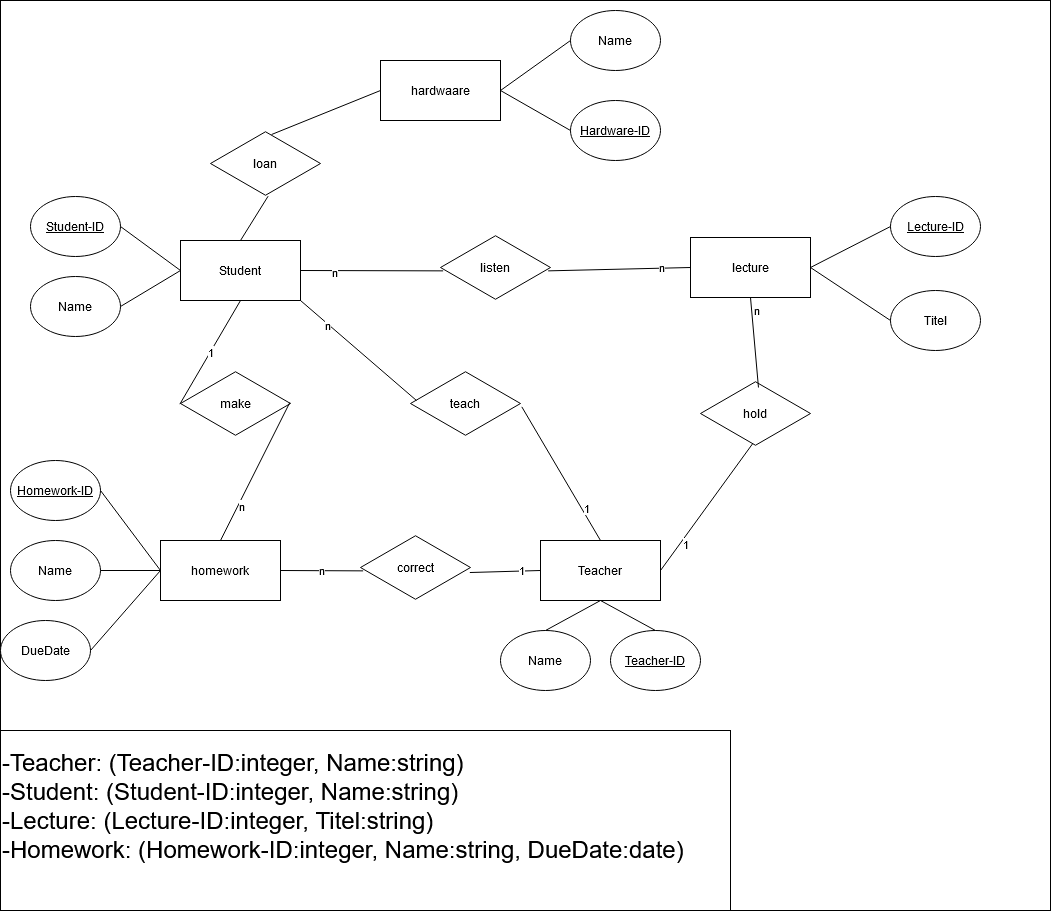 Name
hardwaare
Hardware-ID
loan
Student-ID
Lecture-ID
Student
n
listen
n
lecture
Name
Titel
n
n
1
make
teach
hold
Homework-ID
n
1
1
Name
homework
n
correct
1
Teacher
DueDate
Name
Teacher-ID
-Teacher: (Teacher-ID:integer, Name:string)
-Student: (Student-ID:integer, Name:string)
-Lecture: (Lecture-ID:integer, Titel:string)
-Homework: (Homework-ID:integer, Name:string, DueDate:date)